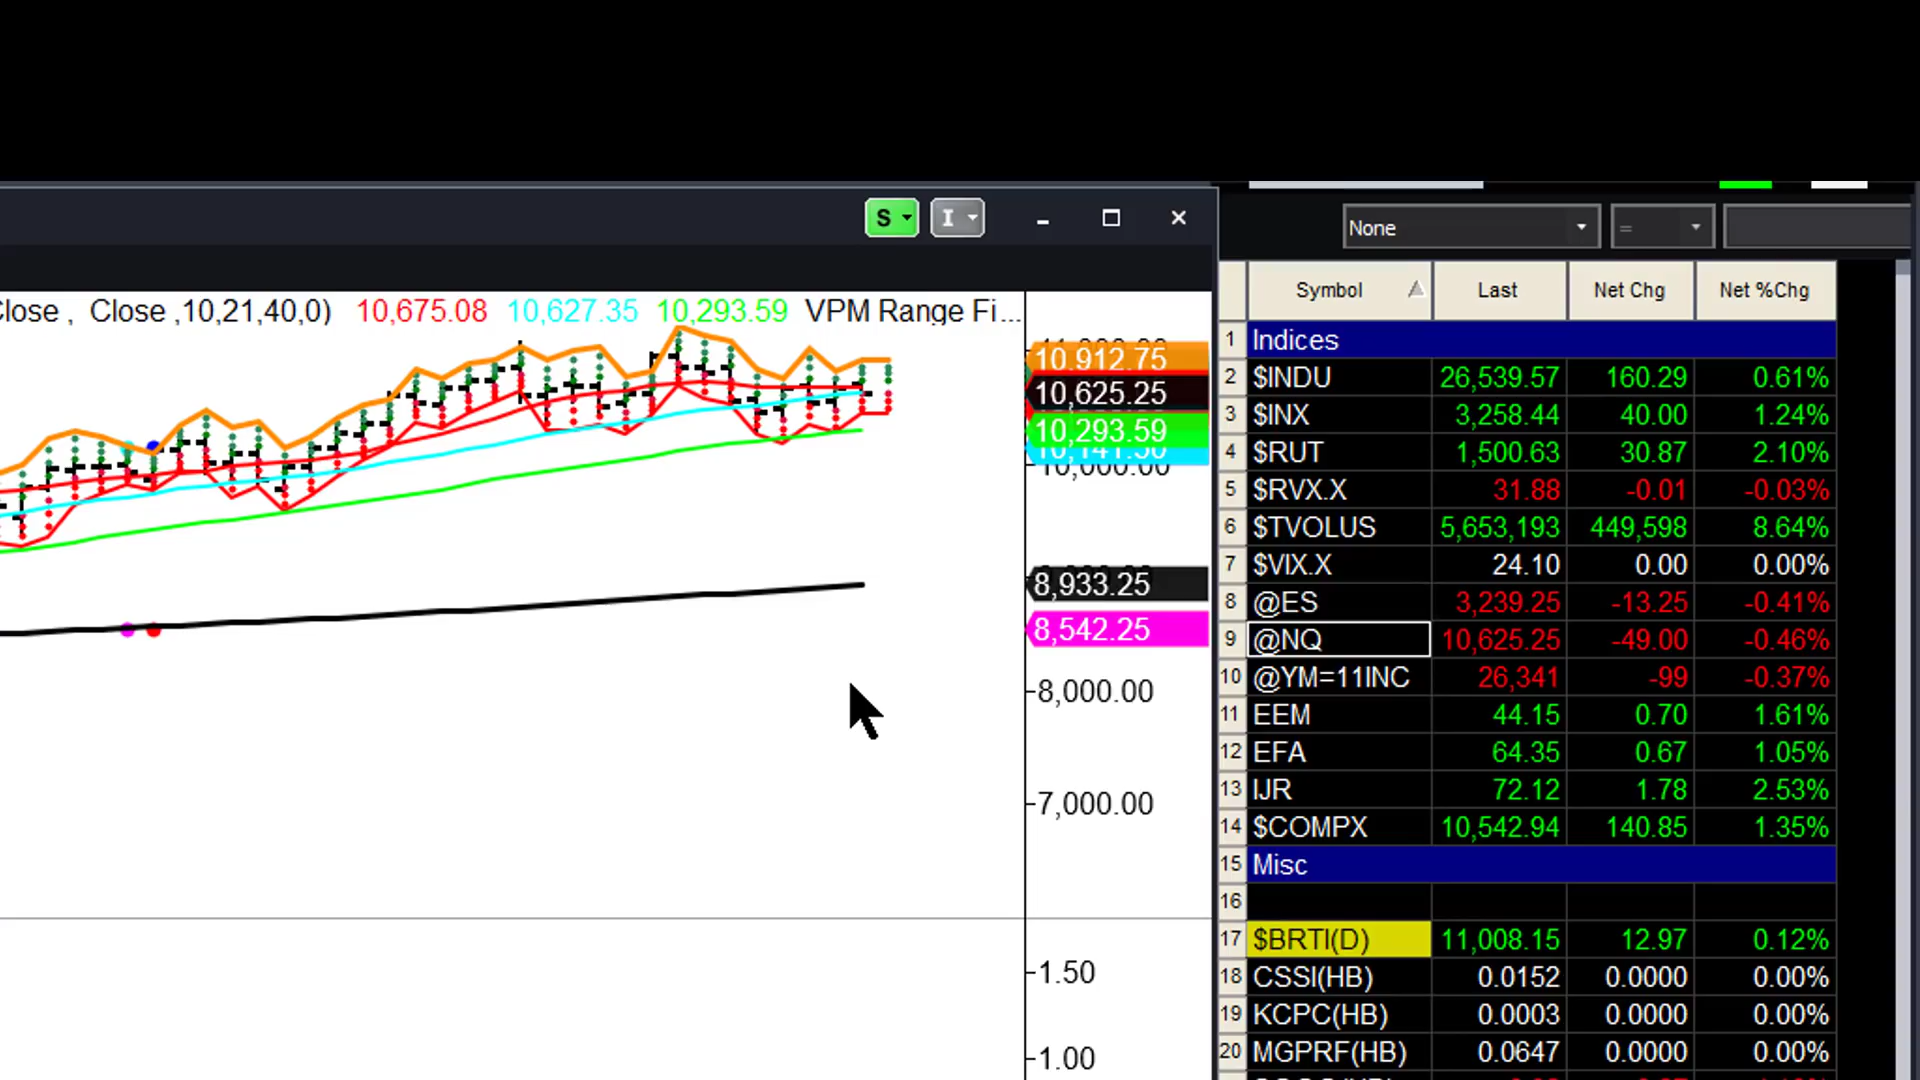 S I
None =
Close , Close ,10,21,40,0) 10,675.08 10,627.35 10,293.59 VPM Range Fi...
10,912.75
10,625.25
10,293.59
10,141.50
10,000.00
8,933.25
8,542.25
8,000.00
7,000.00
1.50
1.00
Symbol Last Net Chg Net %Chg
1 Indices
2 $INDU 26,539.57 160.29 0.61%
3 $INX 3,258.44 40.00 1.24%
4 $RUT 1,500.63 30.87 2.10%
5 $RVX.X 31.88 -0.01 -0.03%
6 $TVOLUS 5,653,193 449,598 8.64%
7 $VIX.X 24.10 0.00 0.00%
8 @ES 3,239.25 -13.25 -0.41%
9 @NQ 10,625.25 -49.00 -0.46%
10 @YM=11INC 26,341 -99 -0.37%
11 EEM 44.15 0.70 1.61%
12 EFA 64.35 0.67 1.05%
13 IJR 72.12 1.78 2.53%
14 $COMPX 10,542.94 140.85 1.35%
15 Misc
16
17 $BRTI(D) 11,008.15 12.97 0.12%
18 CSSI(HB) 0.0152 0.0000 0.00%
19 KCPC(HB) 0.0003 0.0000 0.00%
20 MGPRF(HB) 0.0647 0.0000 0.00%